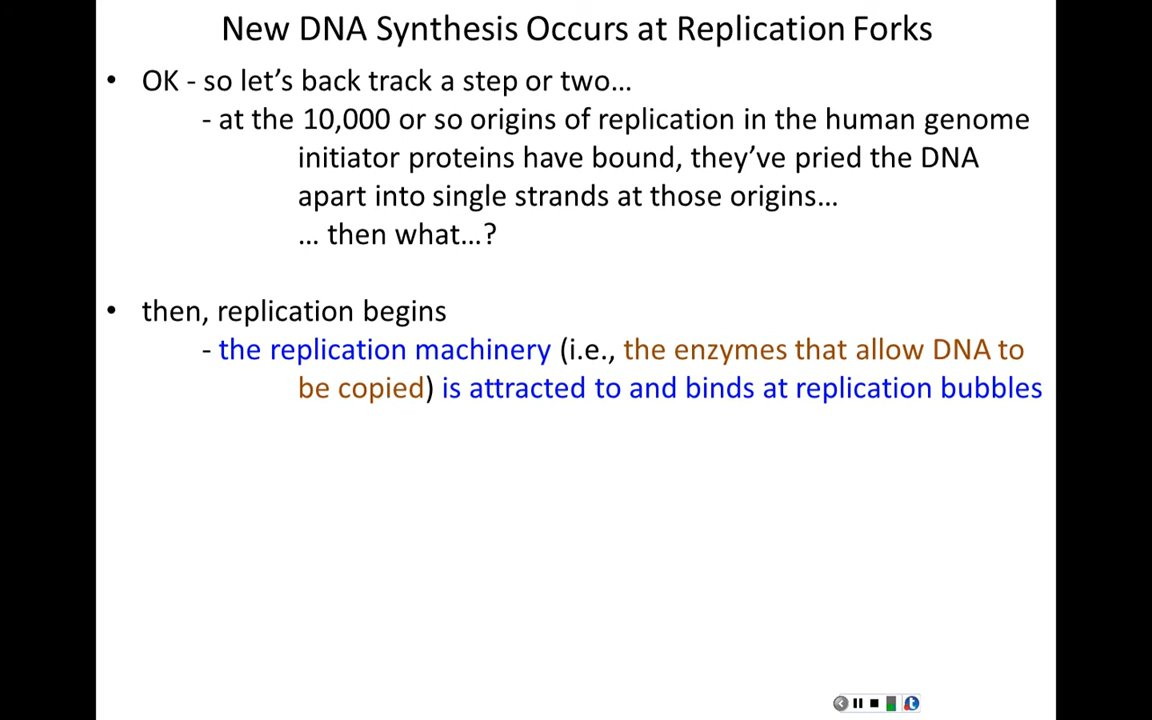 New DNA Synthesis Occurs at Replication Forks
• OK - so let's back track a step or two…
- at the 10,000 or so origins of replication in the human genome
initiator proteins have bound, they've pried the DNA
apart into single strands at those origins…
… then what…?
• then, replication begins
- the replication machinery (i.e., the enzymes that allow DNA to
be copied) is attracted to and binds at replication bubbles